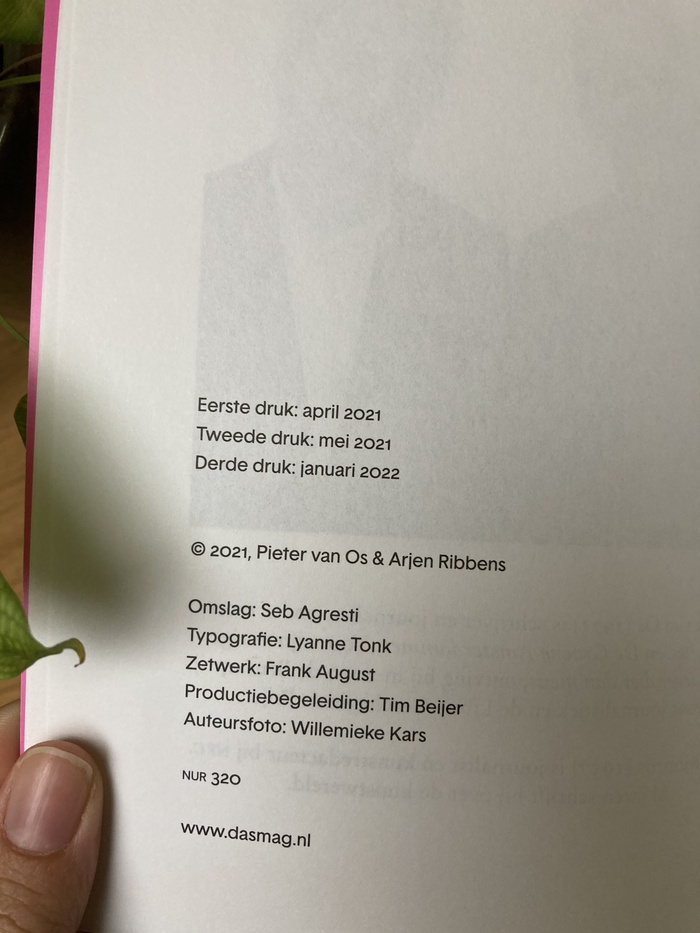 Eerste druk: april 2021
Tweede druk: mei 2021
Derde druk: januari 2022
© 2021, Pieter van Os & Arjen Ribbens
Omslag: Seb Agresti
Typografie: Lyanne Tonk
Zetwerk: Frank August
Productiebegeleiding: Tim Beijer
Auteursfoto: Willemieke Kars
NUR 320
www.dasmag.nl